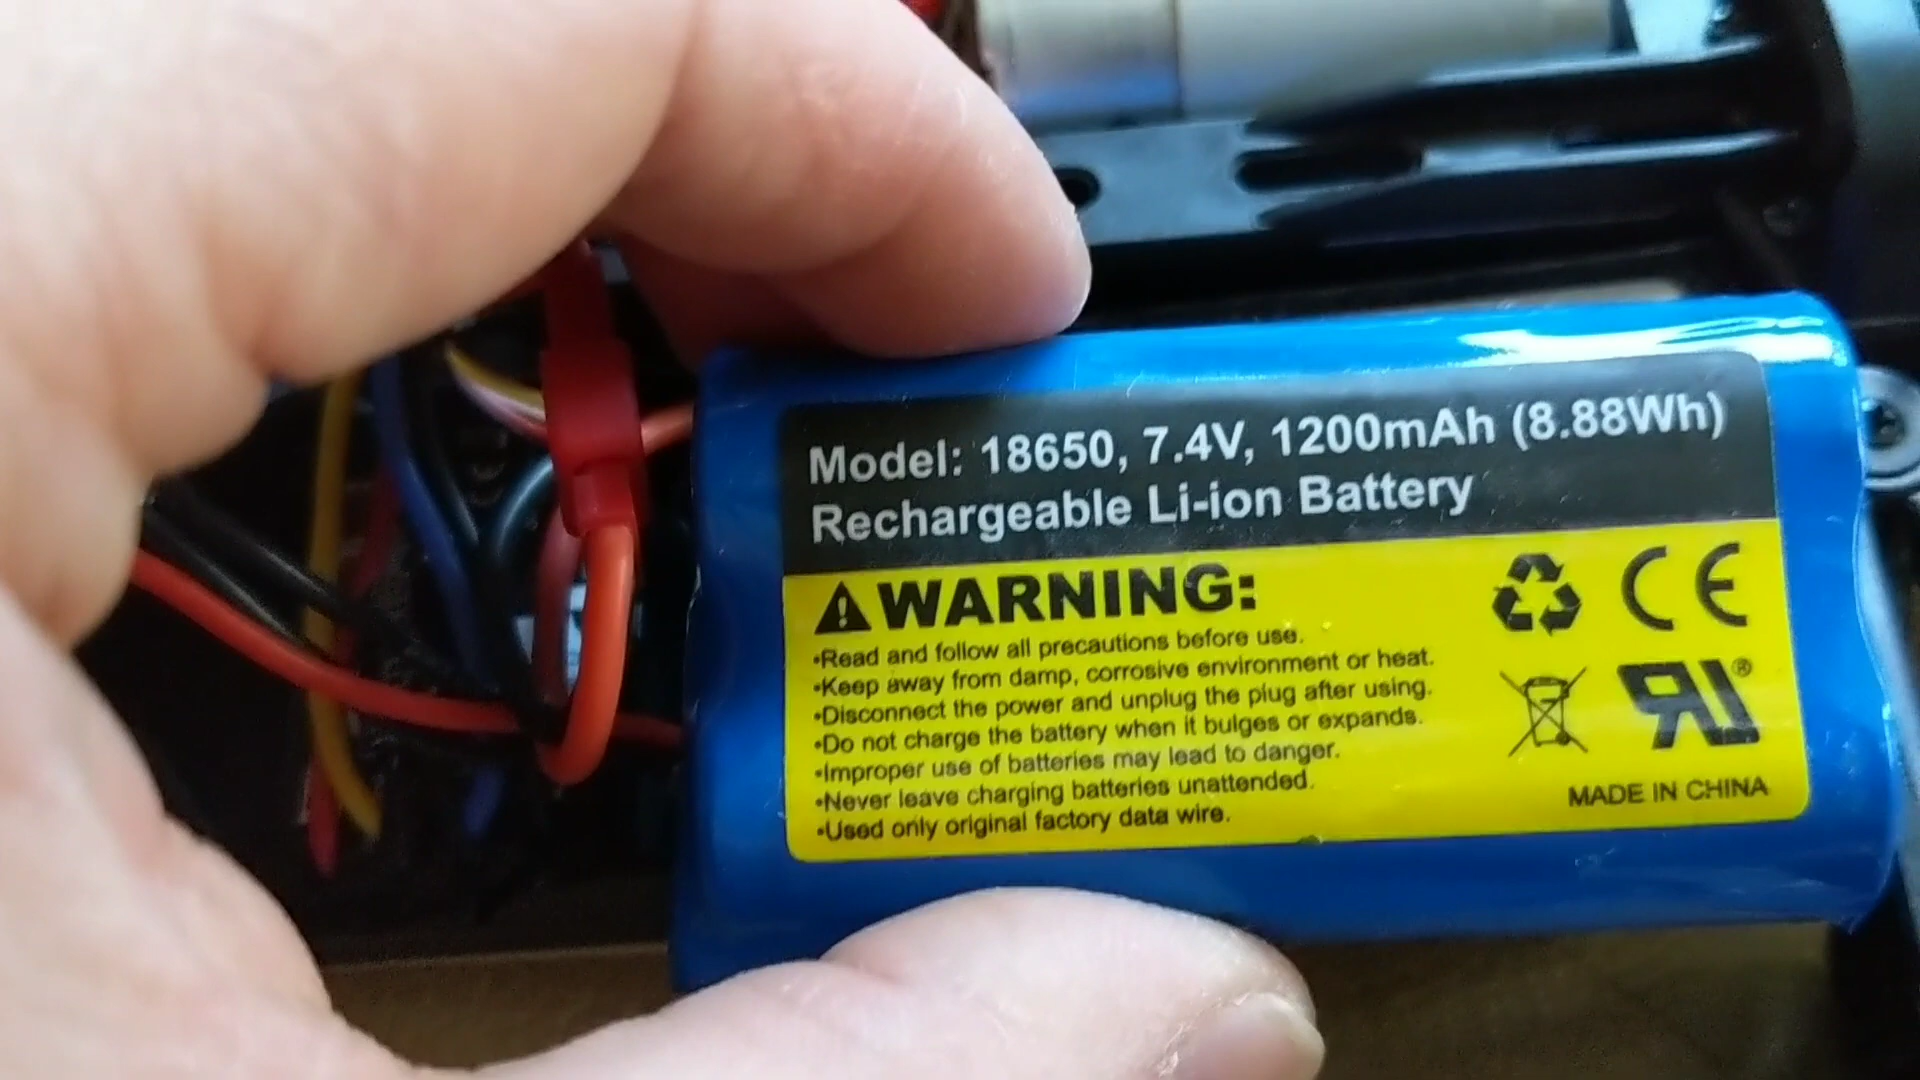 Model: 18650, 7.4V, 1200mAh (8.88Wh)
Rechargeable Li-ion Battery
WARNING:
•Read and follow all precautions before use.
•Keep away from damp, corrosive environment or heat.
•Disconnect the power and unplug the plug after using.
•Do not charge the battery when it bulges or expands.
•Improper use of batteries may lead to danger.
•Never leave charging batteries unattended.
•Used only original factory data wire.
CE
®
MADE IN CHINA